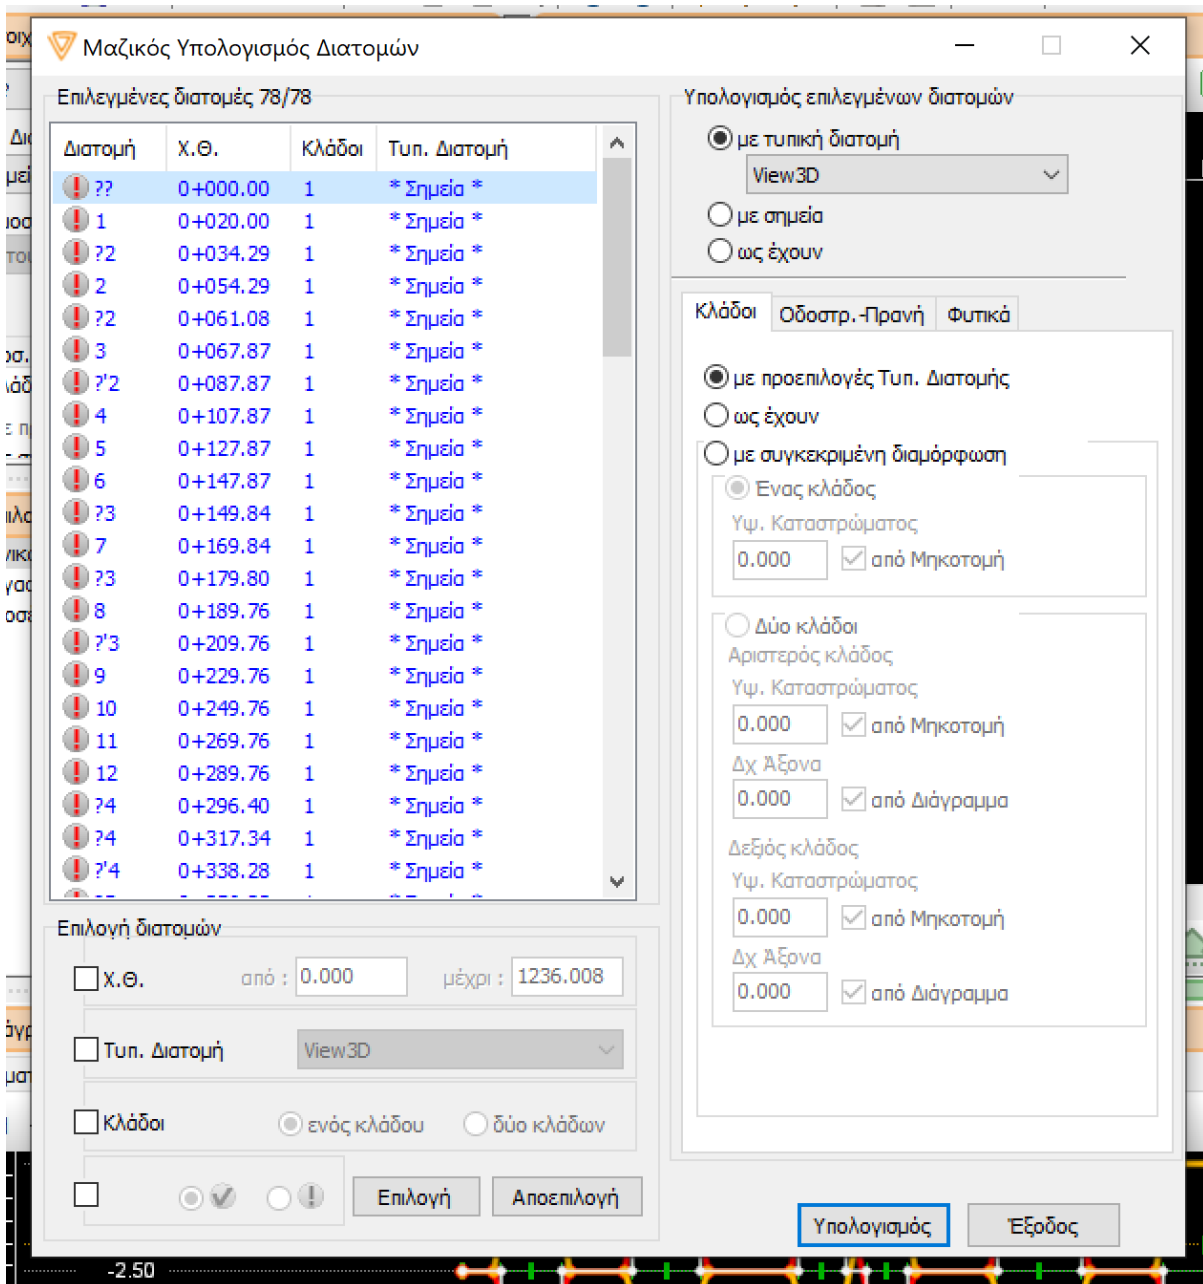 Μαζικός Υπολογισμός Διατομών
Επιλεγμένες διατομές 78/78
Διατομή Χ.Θ. Κλάδοι Τυπ. Διατομή
?? 0+000.00 1 * Σημεία *
1 0+020.00 1 * Σημεία *
?2 0+034.29 1 * Σημεία *
2 0+054.29 1 * Σημεία *
?2 0+061.08 1 * Σημεία *
3 0+067.87 1 * Σημεία *
?'2 0+087.87 1 * Σημεία *
4 0+107.87 1 * Σημεία *
5 0+127.87 1 * Σημεία *
6 0+147.87 1 * Σημεία *
?3 0+149.84 1 * Σημεία *
7 0+169.84 1 * Σημεία *
?3 0+179.80 1 * Σημεία *
8 0+189.76 1 * Σημεία *
?'3 0+209.76 1 * Σημεία *
9 0+229.76 1 * Σημεία *
10 0+249.76 1 * Σημεία *
11 0+269.76 1 * Σημεία *
12 0+289.76 1 * Σημεία *
?4 0+296.40 1 * Σημεία *
?4 0+317.34 1 * Σημεία *
?'4 0+338.28 1 * Σημεία *
Επιλογή διατομών
Χ.Θ. από : 0.000 μέχρι : 1236.008
Τυπ. Διατομή View3D
Κλάδοι ενός κλάδου δύο κλάδων
Επιλογή Αποεπιλογή
Υπολογισμός επιλεγμένων διατομών
με τυπική διατομή
View3D
με σημεία
ως έχουν
Κλάδοι Οδοστρ.-Πρανή Φυτικά
με προεπιλογές Τυπ. Διατομής
ως έχουν
με συγκεκριμένη διαμόρφωση
Ένας κλάδος
Υψ. Καταστρώματος
0.000 από Μηκοτομή
Δύο κλάδοι
Αριστερός κλάδος
Υψ. Καταστρώματος
0.000 από Μηκοτομή
Δχ Άξονα
0.000 από Διάγραμμα
Δεξιός κλάδος
Υψ. Καταστρώματος
0.000 από Μηκοτομή
Δχ Άξονα
0.000 από Διάγραμμα
Υπολογισμός Έξοδος
-2.50